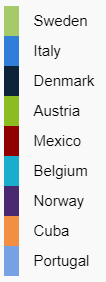 Sweden
Italy
Denmark
Austria
Mexico
Belgium
Norway
Cuba
Portugal